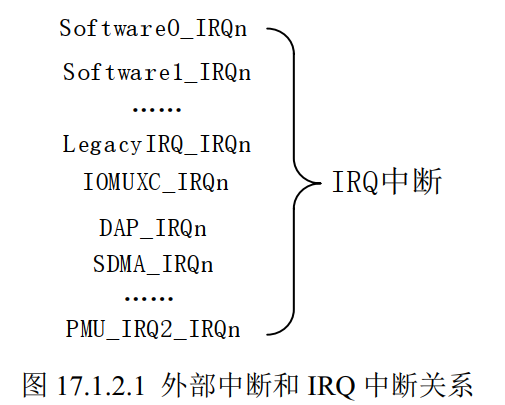 Software0_IRQn
Software1_IRQn
……
LegacyIRQ_IRQn
IOMUXC_IRQn
IRQ中断
DAP_IRQn
SDMA_IRQn
……
PMU_IRQ2_IRQn
图 17.1.2.1 外部中断和 IRQ 中断关系